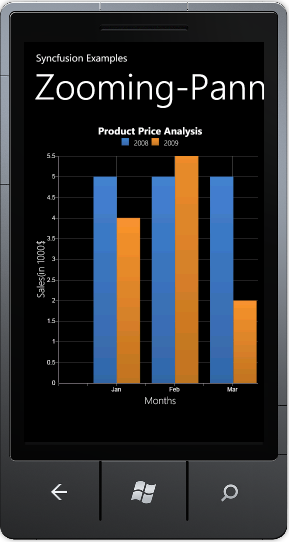 Syncfusion Examples
Zooming-Pann
Product Price Analysis
2008 2009
5.5
5
4.5
4
3.5
3
2.5
2
1.5
1
0.5
0
Sales(in 1000$
Jan Feb Mar
Months